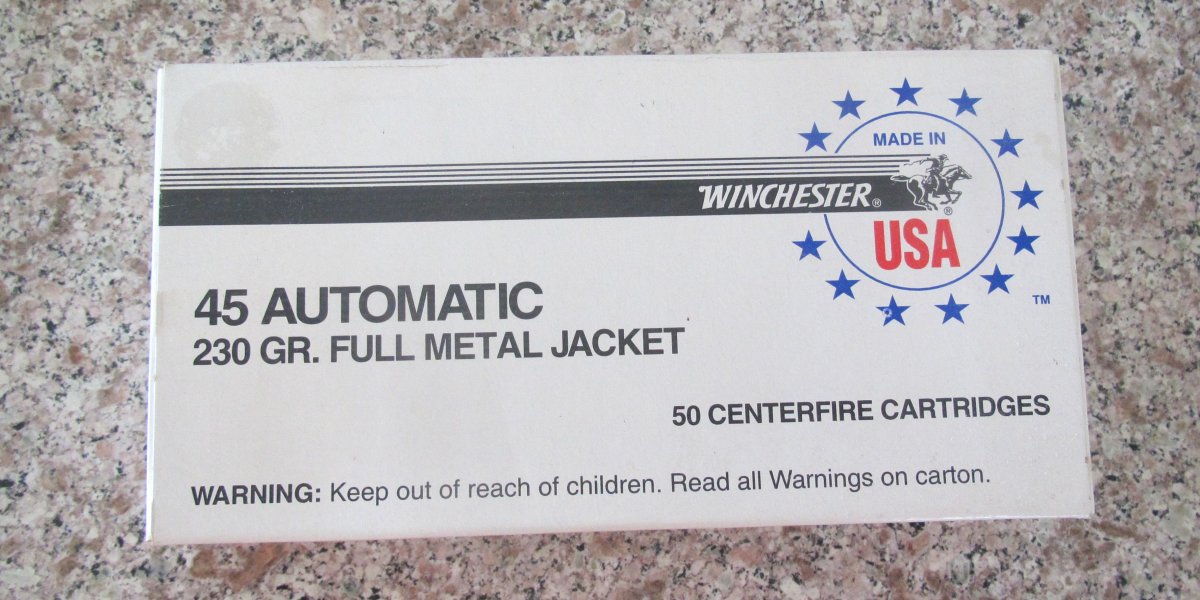 MADE IN
WINCHESTER®
®
USA
TM
45 AUTOMATIC
230 GR. FULL METAL JACKET
50 CENTERFIRE CARTRIDGES
WARNING: Keep out of reach of children. Read all Warnings on carton.